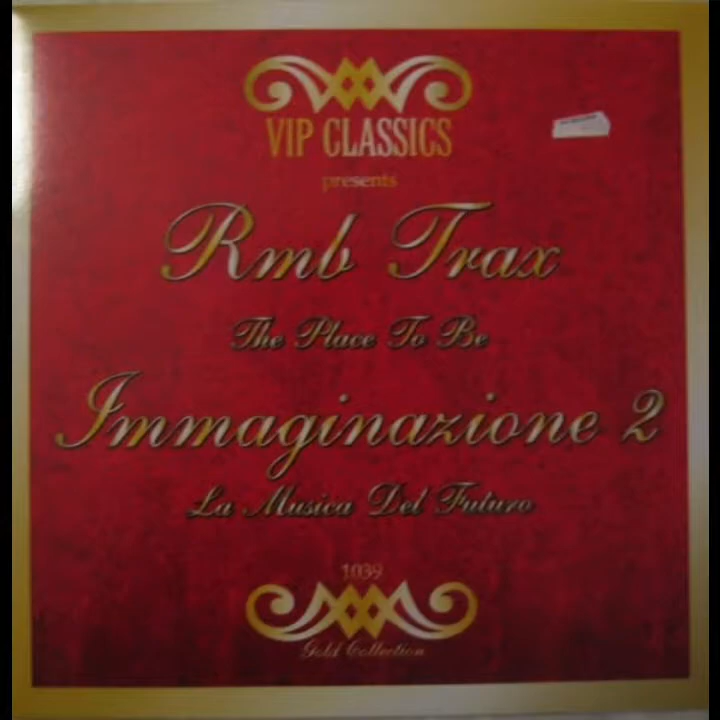 VIP CLASSICS
presents
Rmb Trax
The Place To Be
Immaginazione 2
La Musica Del Futuro
1039
Gold Collection